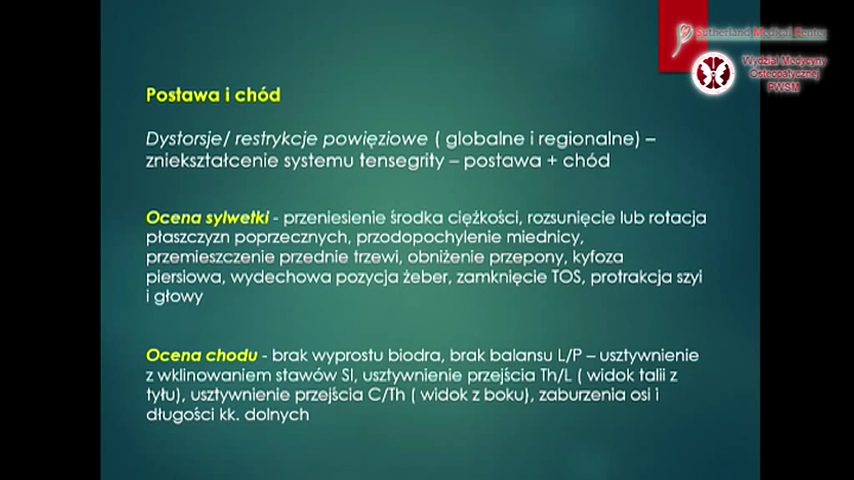 Sutherland Medical Center
Wydział Medycyny
Osteopatycznej
PWSM
Postawa i chód
Dystorsje/ restrykcje powięziowe ( globalne i regionalne) –
zniekształcenie systemu tensegrity – postawa + chód
Ocena sylwetki - przeniesienie środka ciężkości, rozsunięcie lub rotacja
płaszczyzn poprzecznych, przodopochylenie miednicy,
przemieszczenie przednie trzewi, obniżenie przepony, kyfoza
piersiowa, wydechowa pozycja żeber, zamknięcie TOS, protrakcja szyi
i głowy
Ocena chodu - brak wyprostu biodra, brak balansu L/P – usztywnienie
z wklinowaniem stawów SI, usztywnienie przejścia Th/L ( widok talii z
tyłu), usztywnienie przejścia C/Th ( widok z boku), zaburzenia osi i
długości kk. dolnych